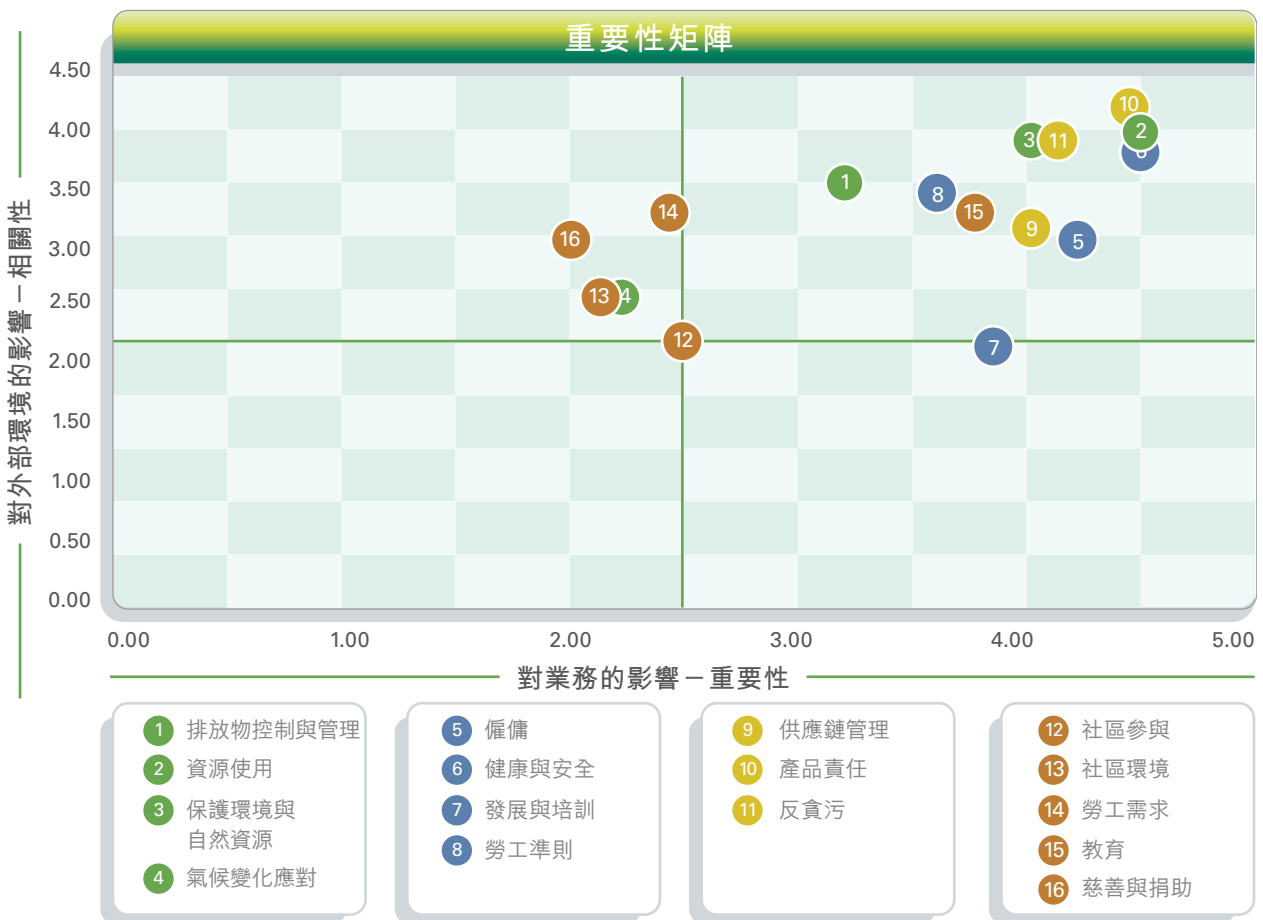 重要性矩陣
對外部環境的影響－相關性
4.50
4.00
3.50
3.00
2.50
2.00
1.50
1.00
0.50
0.00
10
2
6
3
11
1
8
15
14
9
5
16
13
4
12
7
0.00 1.00 2.00 3.00 4.00 5.00
對業務的影響－重要性
1 排放物控制與管理
2 資源使用
3 保護環境與
自然資源
4 氣候變化應對
5 僱傭
6 健康與安全
7 發展與培訓
8 勞工準則
9 供應鏈管理
10 產品責任
11 反貪污
12 社區參與
13 社區環境
14 勞工需求
15 教育
16 慈善與捐助